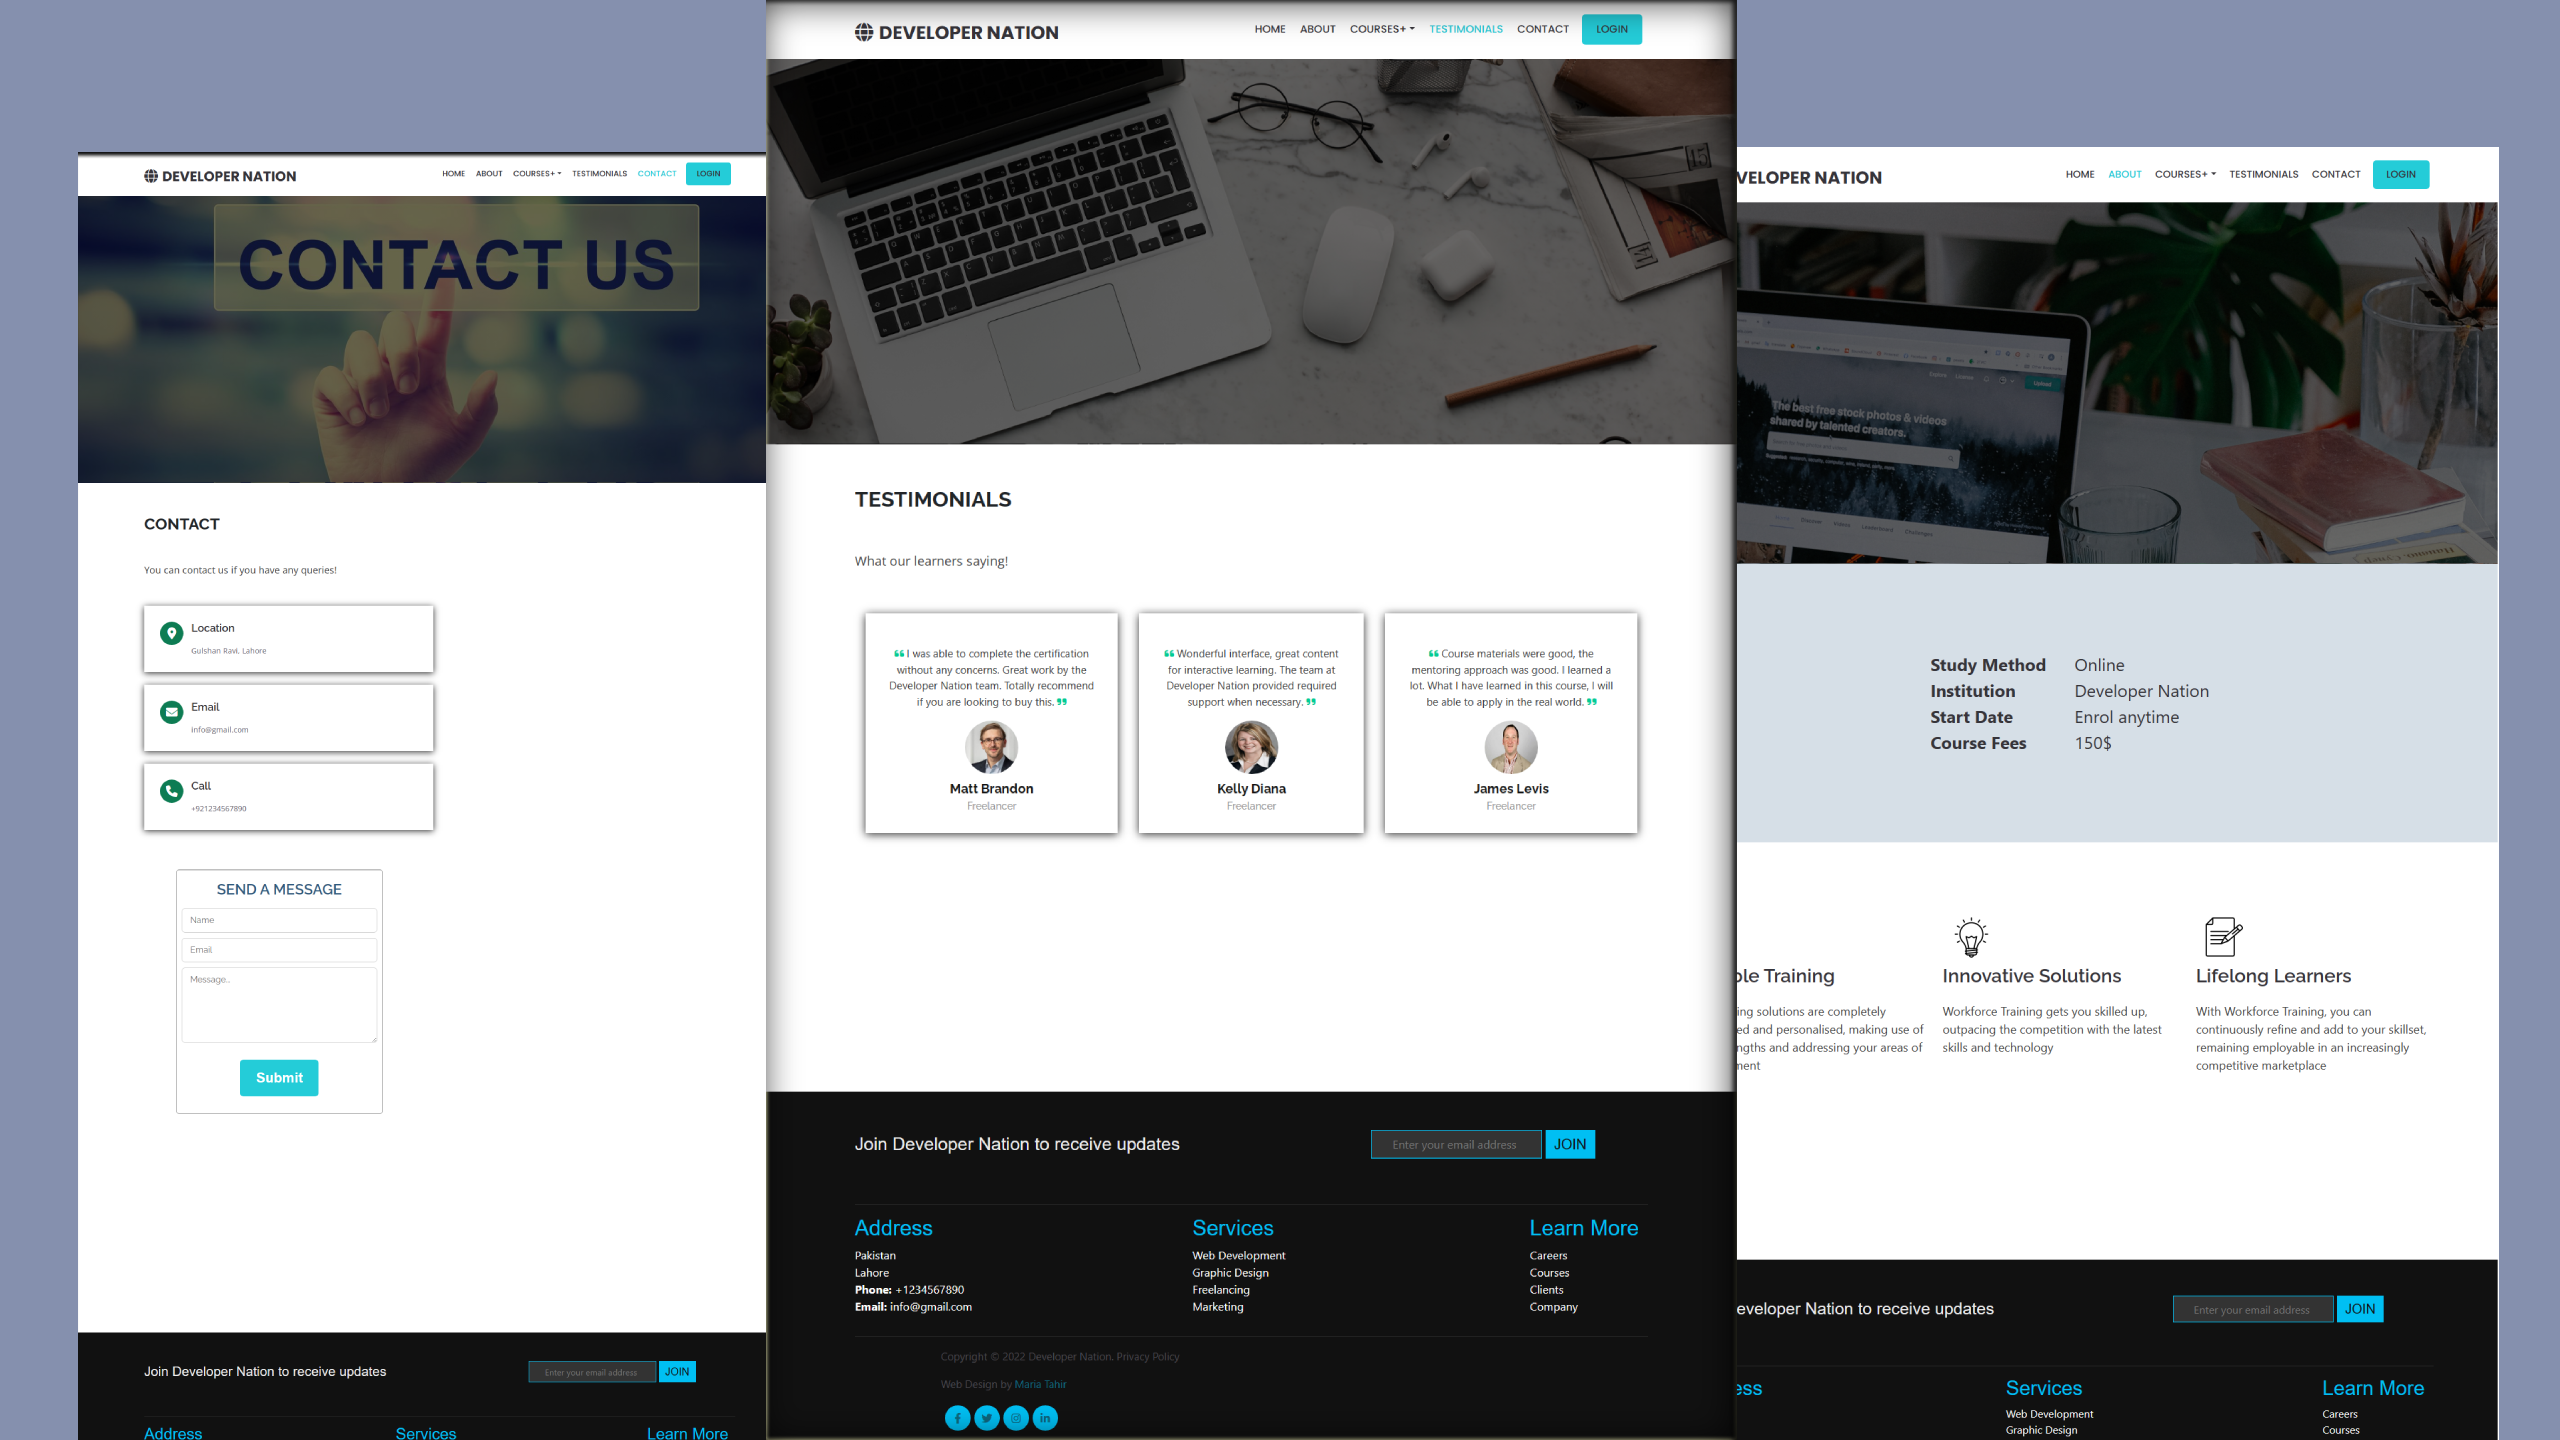 DEVELOPER NATION
HOME ABOUT COURSES+ TESTIMONIALS CONTACT LOGIN
CONTACT US
CONTACT
You can contact us if you have any queries!
Location
Gulshan Ravi, Lahore
Email
info@gmail.com
Call
+921234567890
SEND A MESSAGE
Name
Email
Message..
Submit
Join Developer Nation to receive updates
Enter your email address JOIN
Address Services Learn More
DEVELOPER NATION
HOME ABOUT COURSES+ TESTIMONIALS CONTACT LOGIN
15
TESTIMONIALS
What our learners saying!
I was able to complete the certification
without any concerns. Great work by the
Developer Nation team. Totally recommend
if you are looking to buy this.
Matt Brandon
Freelancer
Wonderful interface, great content
for interactive learning. The team at
Developer Nation provided required
support when necessary.
Kelly Diana
Freelancer
Course materials were good, the
mentoring approach was good. I learned a
lot. What I have learned in this course, I will
be able to apply in the real world.
James Levis
Freelancer
Join Developer Nation to receive updates
Enter your email address JOIN
Address
Pakistan
Lahore
Phone: +1234567890
Email: info@gmail.com
Services
Web Development
Graphic Design
Freelancing
Marketing
Learn More
Careers
Courses
Clients
Company
Copyright © 2022 Developer Nation. Privacy Policy
Web Design by Maria Tahir
VELOPER NATION
HOME ABOUT COURSES+ TESTIMONIALS CONTACT LOGIN
Upload
The best free stock photos & videos
shared by talented creators.
Study Method Online
Institution Developer Nation
Start Date Enrol anytime
Course Fees 150$
ble Training
ing solutions are completely
ed and personalised, making use of
ngths and addressing your areas of
ment
Innovative Solutions
Workforce Training gets you skilled up,
outpacing the competition with the latest
skills and technology
Lifelong Learners
With Workforce Training, you can
continuously refine and add to your skillset,
remaining employable in an increasingly
competitive marketplace
eveloper Nation to receive updates
Enter your email address JOIN
ess
Services
Web Development
Graphic Design
Learn More
Careers
Courses